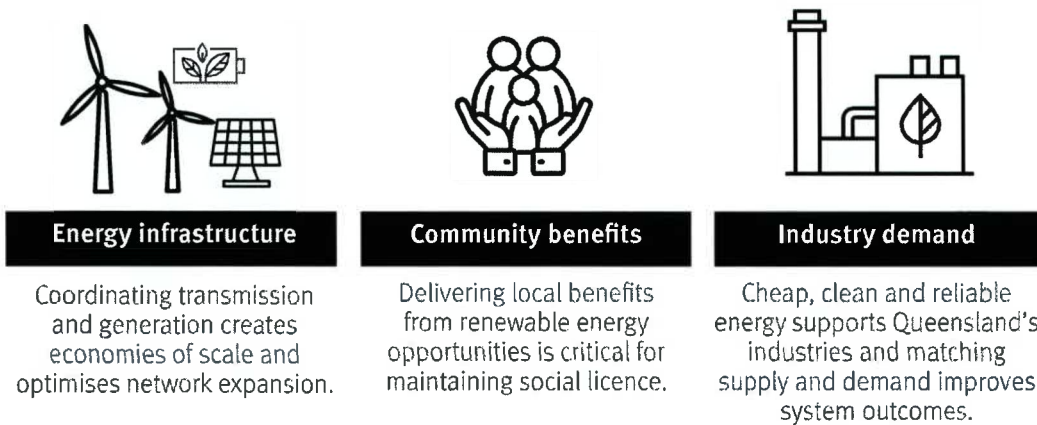 Energy infrastructure
Coordinating transmission
and generation creates
economies of scale and
optimises network expansion.
Community benefits
Delivering local benefits
from renewable energy
opportunities is critical for
maintaining social licence.
Industry demand
Cheap, clean and reliable
energy supports Queensland's
industries and matching
supply and demand improves
system outcomes.